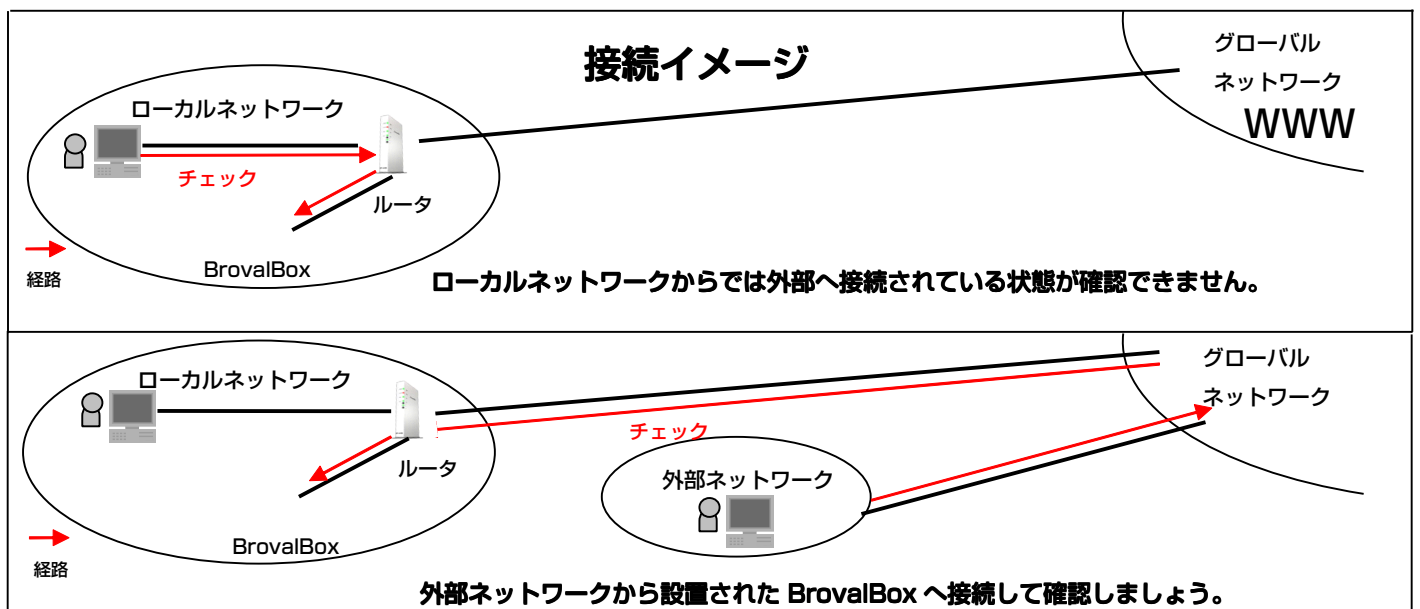 接続イメージ
グローバル
ネットワーク
WWW
ローカルネットワーク
チェック
ルータ
BrovalBox
経路
ローカルネットワークからでは外部へ接続されている状態が確認できません。
グローバル
ネットワーク
ローカルネットワーク
チェック
ルータ
外部ネットワーク
BrovalBox
経路
外部ネットワークから設置された BrovalBox へ接続して確認しましょう。